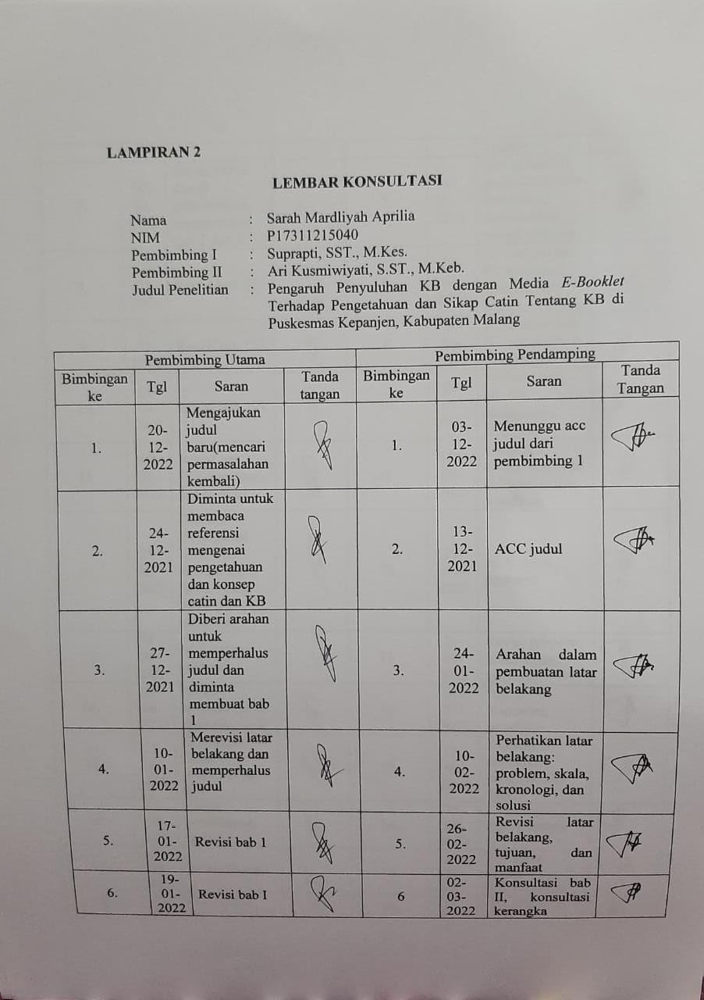 LAMPIRAN 2
LEMBAR KONSULTASI
Nama : Sarah Mardliyah Aprilia
NIM : P17311215040
Pembimbing I : Suprapti, SST., M.Kes.
Pembimbing II : Ari Kusmiwiyati, S.ST., M.Keb.
Judul Penelitian : Pengaruh Penyuluhan KB dengan Media E-Booklet
Terhadap Pengetahuan dan Sikap Catin Tentang KB di
Puskesmas Kepanjen, Kabupaten Malang
Pembimbing Utama
Pembimbing Pendamping
Bimbingan
ke
Tgl
Saran
Tanda
tangan
Bimbingan
ke
Tgl
Saran
Tanda
Tangan
1.
20-
12-
2022
Mengajukan
judul
baru(mencari
permasalahan
kembali)
1.
03-
12-
2022
Menunggu acc
judul dari
pembimbing 1
2.
24-
12-
2021
Diminta untuk
membaca
referensi
mengenai
pengetahuan
dan konsep
catin dan KB
2.
13-
12-
2021
ACC judul
3.
27-
12-
2021
Diberi arahan
untuk
memperhalus
judul dan
diminta
membuat bab
1
3.
24-
01-
2022
Arahan dalam
pembuatan latar
belakang
4.
10-
01-
2022
Merevisi latar
belakang dan
memperhalus
judul
4.
10-
02-
2022
Perhatikan latar
belakang:
problem, skala,
kronologi, dan
solusi
5.
17-
01-
2022
Revisi bab 1
5.
26-
02-
2022
Revisi latar
belakang,
tujuan, dan
manfaat
6.
19-
01-
2022
Revisi bab I
6
02-
03-
2022
Konsultasi bab
II, konsultasi
kerangka